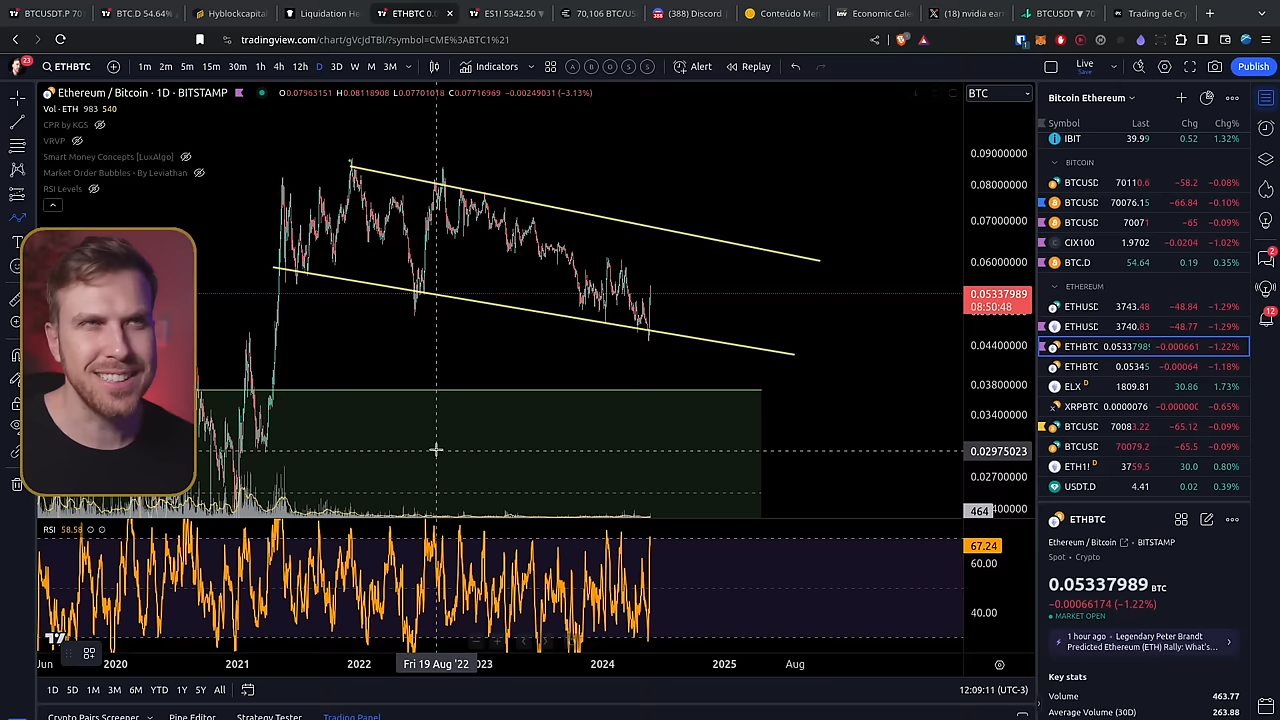 BTCUSDT.P 70
BTC.D 54.64%
Hyblockcapital
Liquidation He
ETHBTC 0.0
ES1! 5342.50
70,106 BTC/US
(388) Discord
Conteúdo Me
Economic Cale
(18) nvidia ear
BTCUSDT ▼ 70
Trading de Cry
tradingview.com/chart/gVcjdTBl/?symbol=CME%3ABTC1%21
23
ETHBTC
1m 2m 5m 15m 30m 1h 4h 12h D 3D W M 3M
Indicators
A B O S S
Alert
Replay
Live
Save
Publish
Ethereum / Bitcoin · 1D · BITSTAMP
O0.07963151 H0.08118908 L0.07701018 C0.07716969 −0.00249031 (−3.13%)
BTC
Vol · ETH 983 540
CPR by KGS
VRVP
Smart Money Concepts [LuxAlgo]
Market Order Bubbles - By Leviathan
RSI Levels
0.09000000
0.08000000
0.07000000
0.06000000
0.05337989
08:50:48
0.04400000
0.03800000
0.03400000
0.02975023
0.02700000
464
RSI 58.58
67.24
60.00
40.00
2020
2021
2022
Fri 19 Aug '22
2024
2025
Aug
1D 5D 1M 3M 6M YTD 1Y 5Y All
12:09:11 (UTC-3)
Crypto Pairs Screener
Pine Editor
Strategy Tester
Trading Panel
Bitcoin Ethereum
Symbol Last Chg Chg%
IBIT 39.99 0.52 1.32%
BITCOIN
BTCUSD 70110.6 −58.2 −0.08%
BTCUSD 70076.15 −66.84 −0.10%
BTCUSD 70071 −65 −0.09%
CIX100 1.9702 −0.0204 −1.02%
BTC.D 54.64 0.19 0.35%
ETHEREUM
ETHUSD 3743.48 −48.84 −1.29%
ETHUSD 3740.83 −48.77 −1.29%
ETHBTC 0.0533798 −0.000661 −1.22%
ETHBTC 0.05345 −0.00064 −1.18%
ELX D 1809.81 30.86 1.73%
XRPBTC 0.0000076 −0.00000 −0.65%
BTCUSD 70083.22 −65.12 −0.09%
BTCUSD 70079.2 −65.5 −0.09%
ETH1! D 3759.5 30.0 0.80%
USDT.D 4.41 0.02 0.39%
ETHBTC
Ethereum / Bitcoin · BITSTAMP
Spot · Crypto
0.05337989 BTC
−0.00066174 (−1.22%)
MARKET OPEN
1 hour ago · Legendary Peter Brandt
Predicted Ethereum (ETH) Rally: What's...
Key stats
Volume 463.77
Average Volume (30D) 263.88
2
12